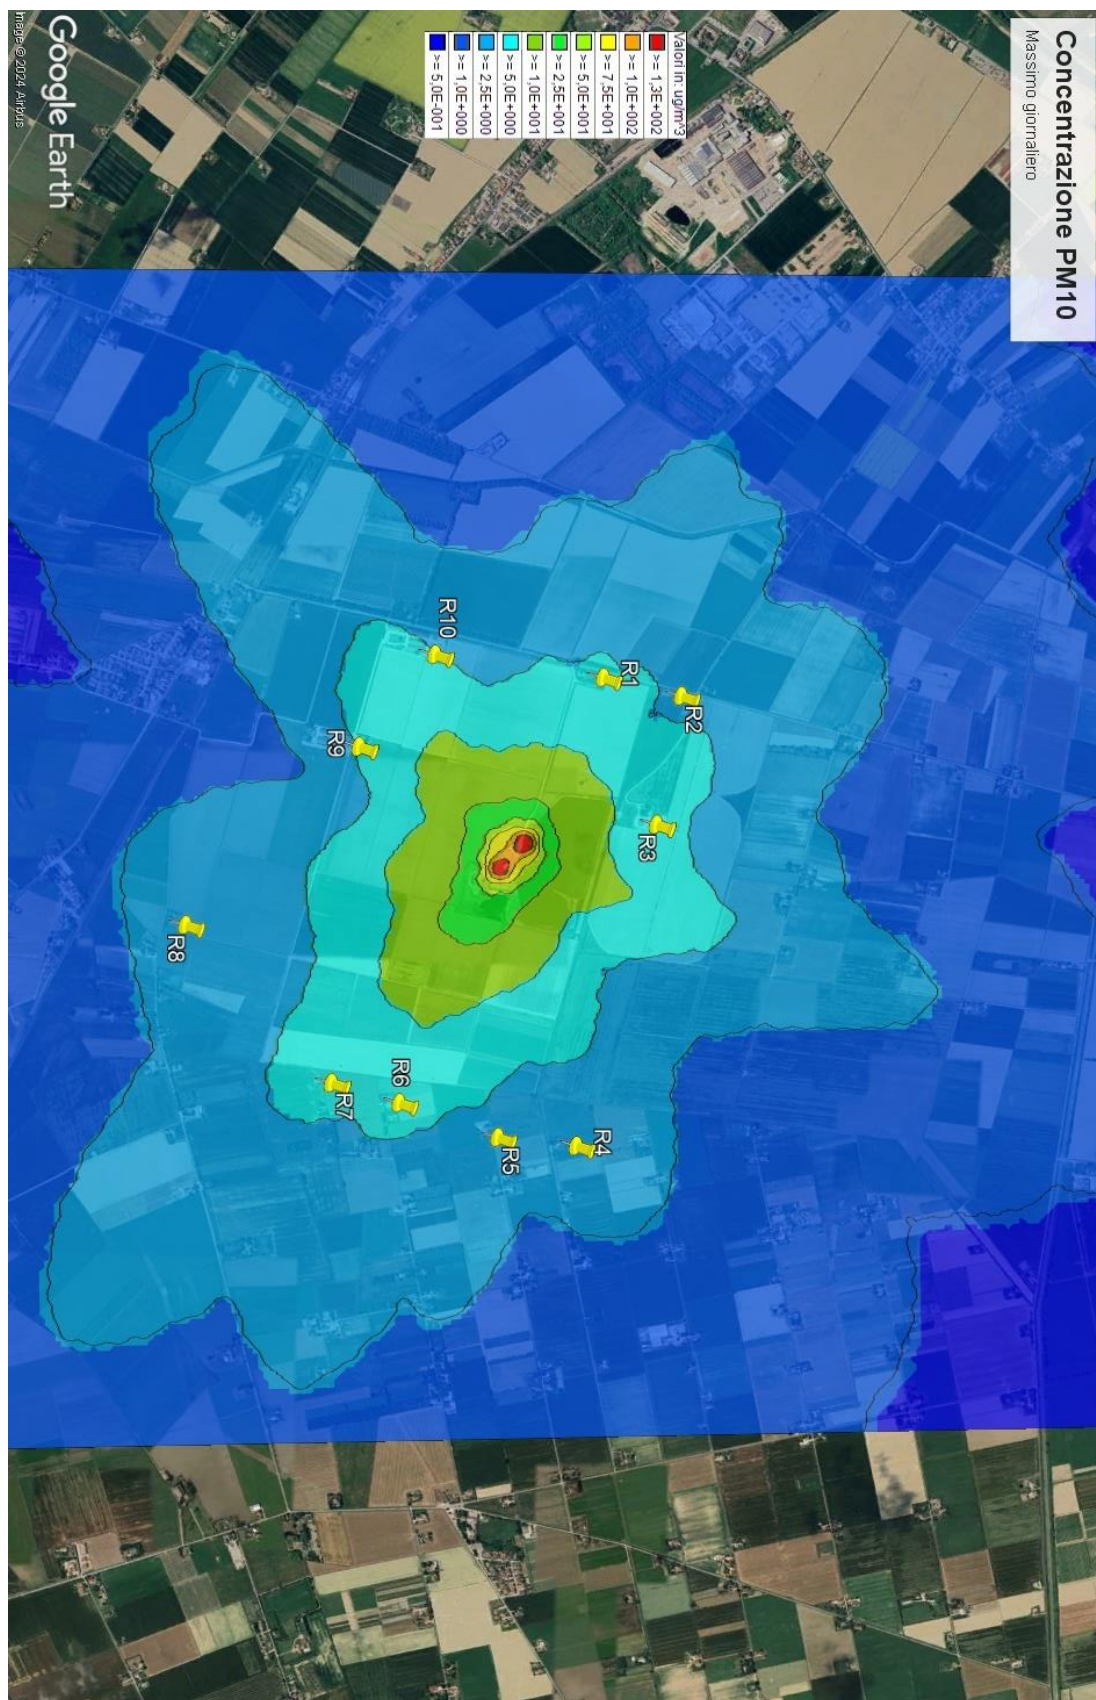 Concentrazione PM10
Massimo giornaliero
Valori in: ug/m^3
>= 1,3E+002
>= 1,0E+002
>= 7,5E+001
>= 5,0E+001
>= 2,5E+001
>= 1,0E+001
>= 5,0E+000
>= 2,5E+000
>= 1,0E+000
>= 5,0E-001
R2
R1
R3
R10
R9
R4
R5
R6
R7
R8
Google Earth
Image © 2024 Airbus